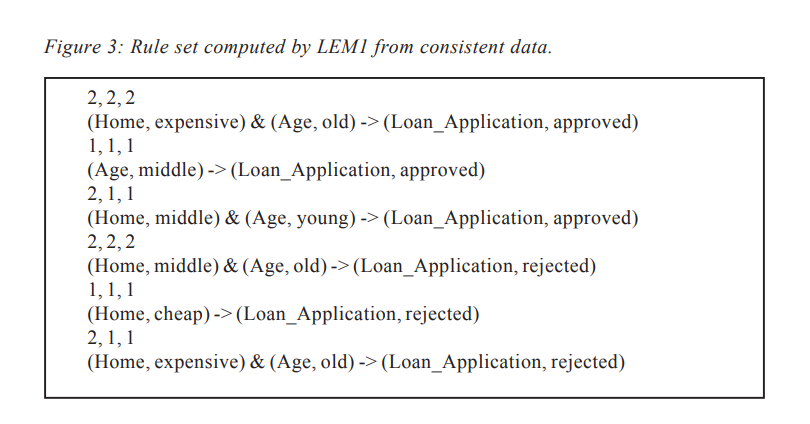 Figure 3: Rule set computed by LEM1 from consistent data.
2, 2, 2
(Home, expensive) & (Age, old) -> (Loan_Application, approved)
1, 1, 1
(Age, middle) -> (Loan_Application, approved)
2, 1, 1
(Home, middle) & (Age, young) -> (Loan_Application, approved)
2, 2, 2
(Home, middle) & (Age, old) -> (Loan_Application, rejected)
1, 1, 1
(Home, cheap) -> (Loan_Application, rejected)
2, 1, 1
(Home, expensive) & (Age, old) -> (Loan_Application, rejected)